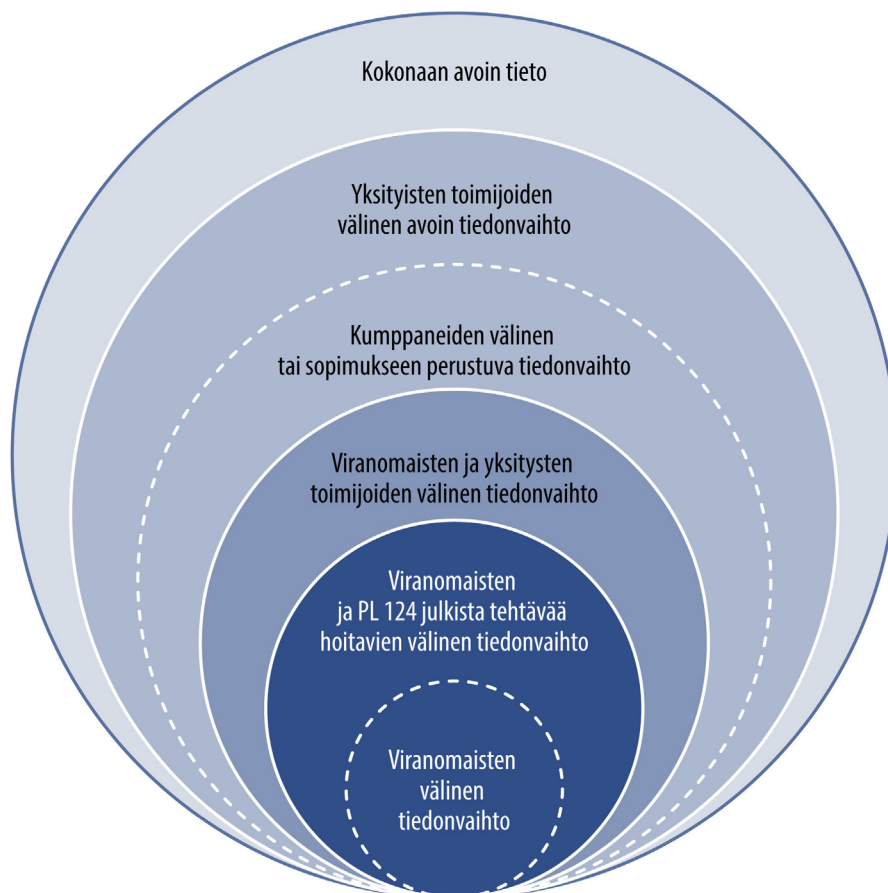 Kokonaan avoin tieto
Yksityisten toimijoiden
välinen avoin tiedonvaihto
Kumppaneiden välinen
tai sopimukseen perustuva tiedonvaihto
Viranomaisten ja yksitysten
toimijoiden välinen tiedonvaihto
Viranomaisten
ja PL 124 julkista tehtävää
hoitavien välinen tiedonvaihto
Viranomaisten
välinen
tiedonvaihto